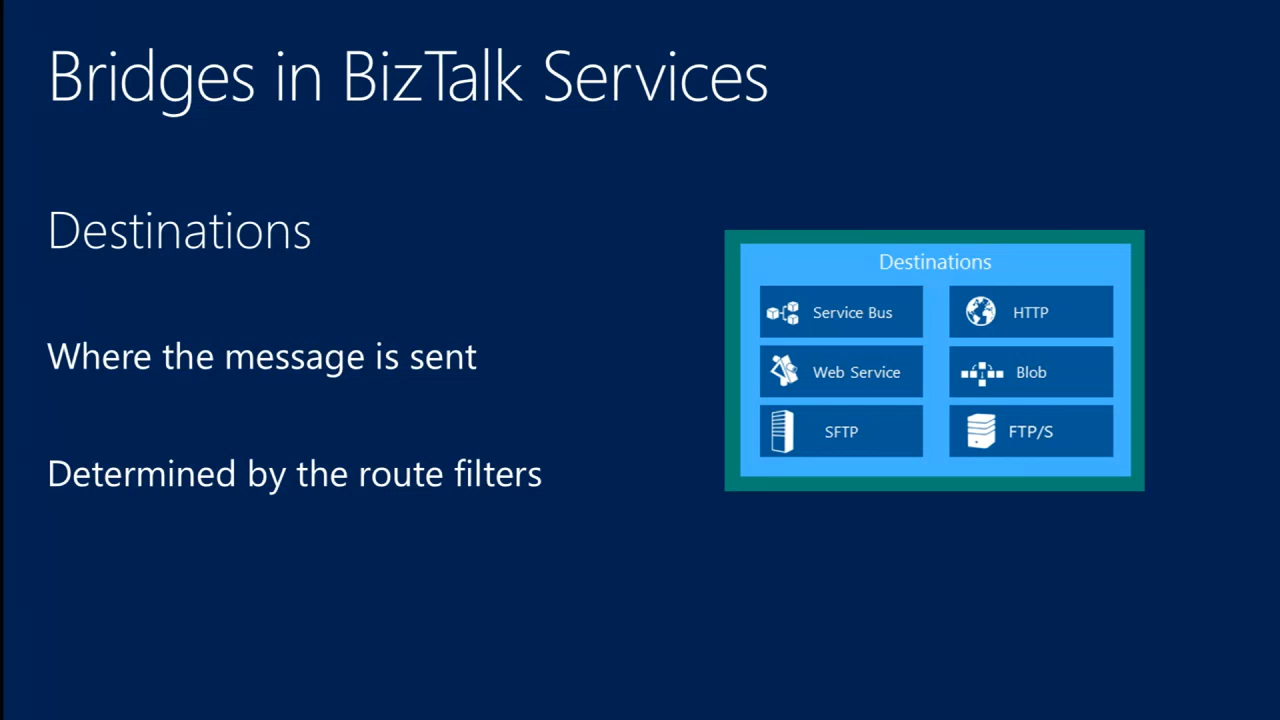 Bridges in BizTalk Services
Destinations
Where the message is sent
Determined by the route filters
Destinations
Service Bus
HTTP
Web Service
Blob
SFTP
FTP/S